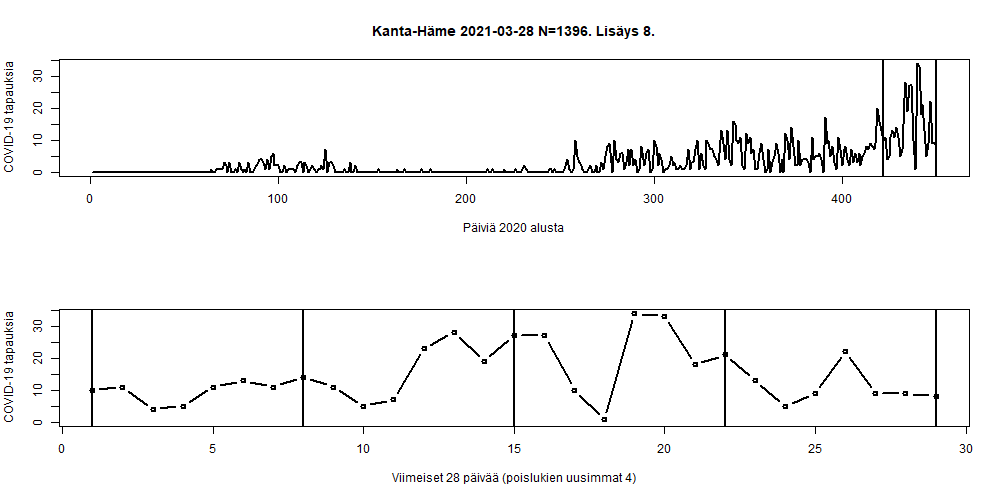 Kanta-Häme 2021-03-28 N=1396. Lisäys 8.
COVID-19 tapauksia
0 10 20 30
0 100 200 300 400
Päiviä 2020 alusta
COVID-19 tapauksia
0 10 20 30
0 5 10 15 20 25 30
Viimeiset 28 päivää (poislukien uusimmat 4)